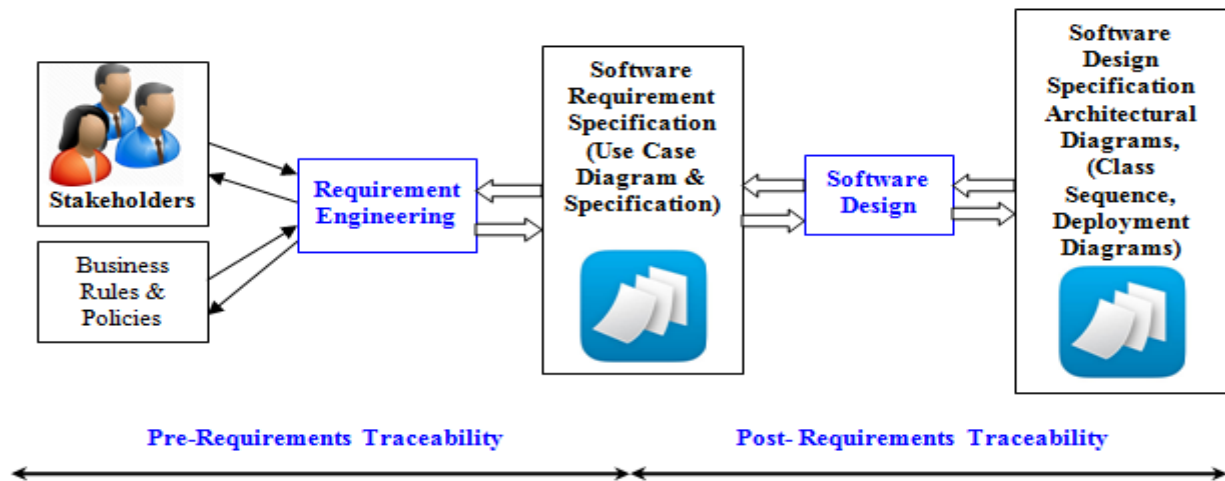 Stakeholders
Business
Rules &
Policies
Requirement
Engineering
Software
Requirement
Specification
(Use Case
Diagram &
Specification)
Software
Design
Software
Design
Specification
Architectural
Diagrams,
(Class
Sequence,
Deployment
Diagrams)
Pre-Requirements Traceability
Post- Requirements Traceability